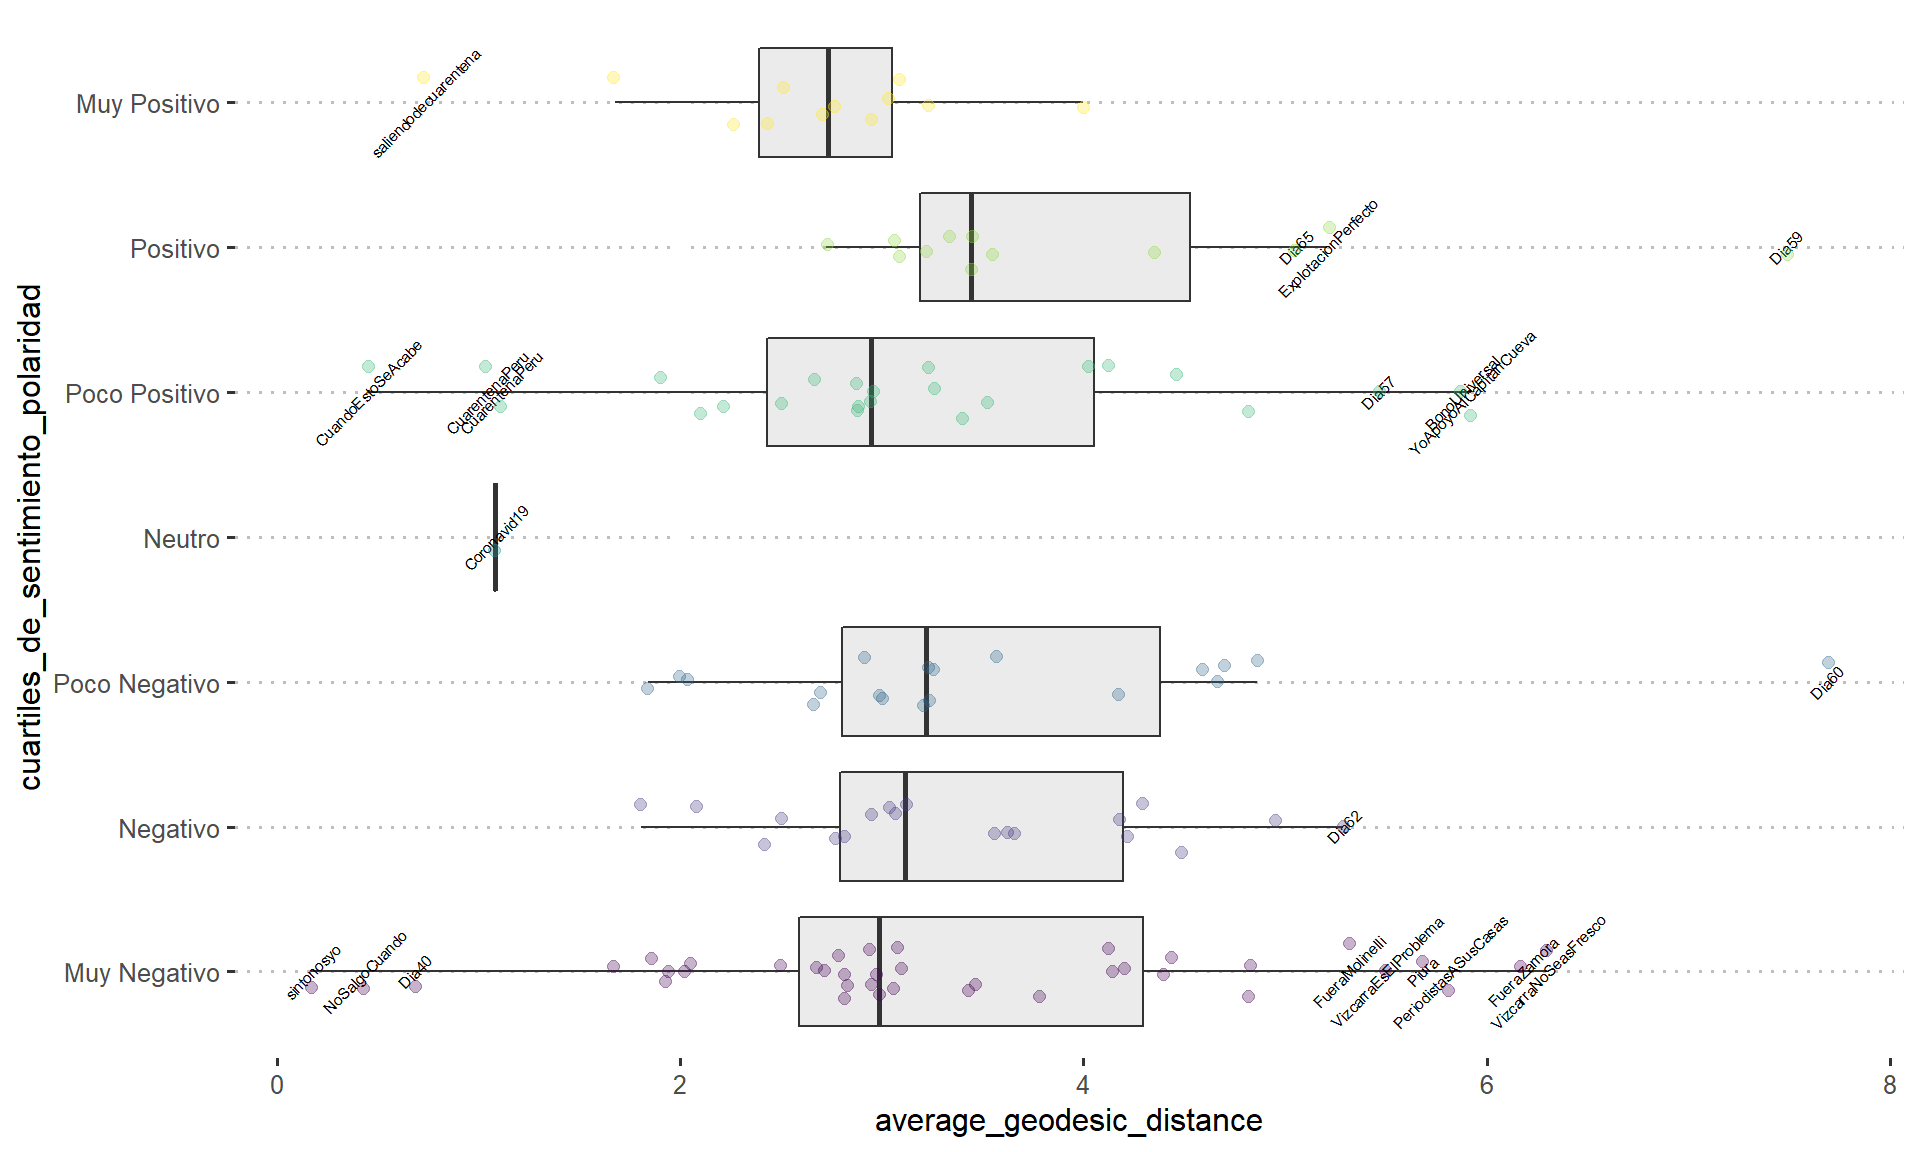 Muy Positivo
saliendodecuarentena
Positivo
Dia65
ExplotacionPerfecto
Dia59
Poco Positivo
CuandoEstoSeAcabe
CuarentenaPeru
CuarentenaPeru
Dia57
BonoUniversal
YoApoyoAlCapitanCueva
Neutro
Coronavid19
Poco Negativo
Dia60
Negativo
Dia62
Muy Negativo
sintonosyo
NoSalgoCuando
Dia40
FueraMolinelli
VizcarraEsElProblema
Piura
PeriodistasASusCasas
FueraZamora
VizcarraNoSeasFresco
cuartiles_de_sentimiento_polaridad
0 2 4 6 8
average_geodesic_distance